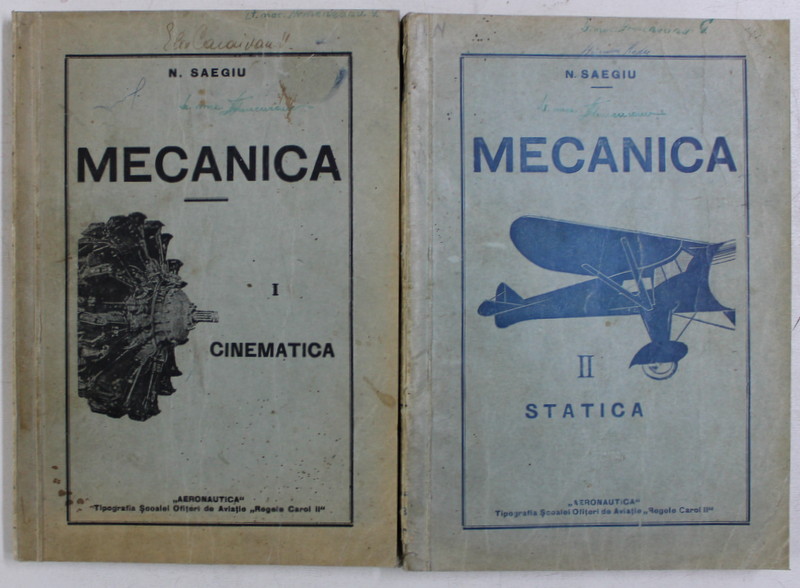 N. SAEGIU
MECANICA
I
CINEMATICA
„AERONAUTICA"
Tipografia Școalei Ofițeri de Aviație „Regele Carol II"
N. SAEGIU
MECANICA
II
STATICA
„AERONAUTICA"
Tipografia Școalei Ofițeri de Aviație „Regele Carol II"